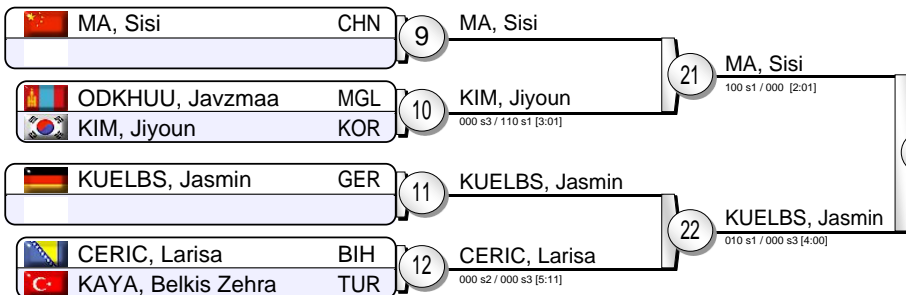 MA, Sisi CHN
9
MA, Sisi
ODKHUU, Javzmaa MGL
KIM, Jiyoun KOR
10
KIM, Jiyoun
000 s3 / 110 s1 [3:01]
21
MA, Sisi
100 s1 / 000 [2:01]
KUELBS, Jasmin GER
11
KUELBS, Jasmin
CERIC, Larisa BIH
KAYA, Belkis Zehra TUR
12
CERIC, Larisa
000 s2 / 000 s3 [5:11]
22
KUELBS, Jasmin
010 s1 / 000 s3 [4:00]